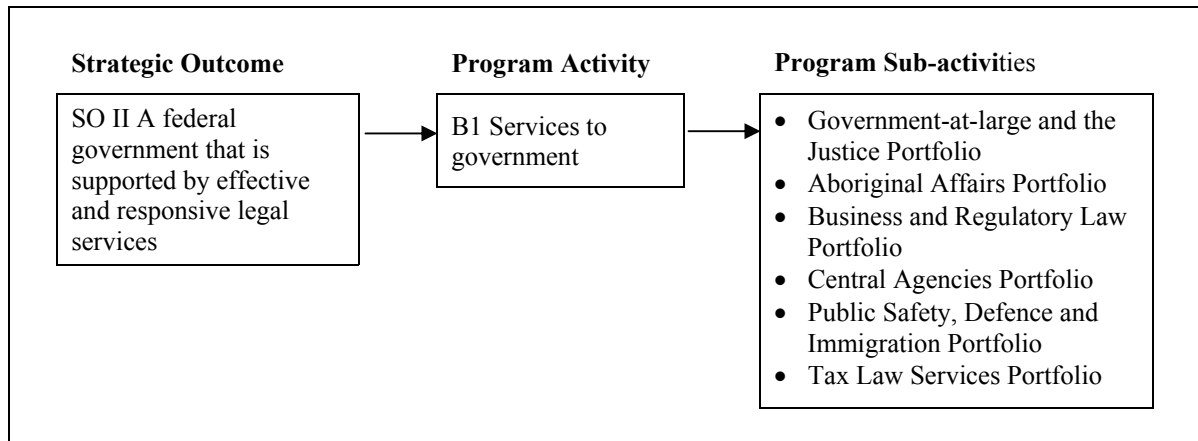 Strategic Outcome
SO II A federal
government that is
supported by effective
and responsive legal
services
Program Activity
B1 Services to
government
Program Sub-activities
• Government-at-large and the
Justice Portfolio
• Aboriginal Affairs Portfolio
• Business and Regulatory Law
Portfolio
• Central Agencies Portfolio
• Public Safety, Defence and
Immigration Portfolio
• Tax Law Services Portfolio